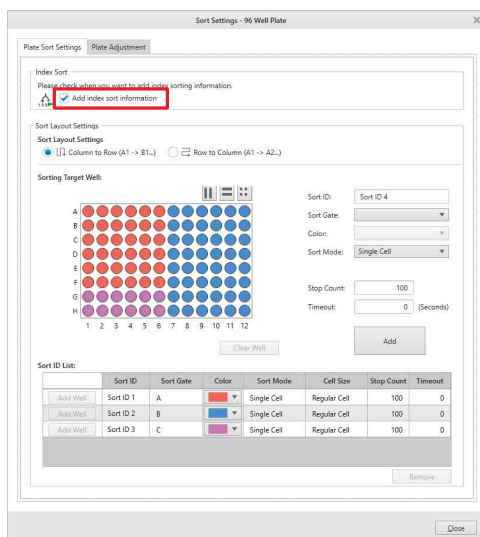 Sort Settings - 96 Well Plate
Plate Sort Settings Plate Adjustment
Index Sort
Please check when you want to add index sorting information.
Add index sort information
Sort Layout Settings
Sort Layout Settings
Column to Row (A1 -> B1...) Row to Column (A1 -> A2...)
Sorting Target Well:
Sort ID: Sort ID 4
Sort Gate:
Color:
Sort Mode: Single Cell
Stop Count: 100
Timeout: 0 (Seconds)
A
B
C
D
E
F
G
H
1 2 3 4 5 6 7 8 9 10 11 12
Clear Well
Add
Sort ID List:
Sort ID Sort Gate Color Sort Mode Cell Size Stop Count Timeout
Add Well Sort ID 1 A Single Cell Regular Cell 100 0
Add Well Sort ID 2 B Single Cell Regular Cell 100 0
Add Well Sort ID 3 C Single Cell Regular Cell 100 0
Remove
Close